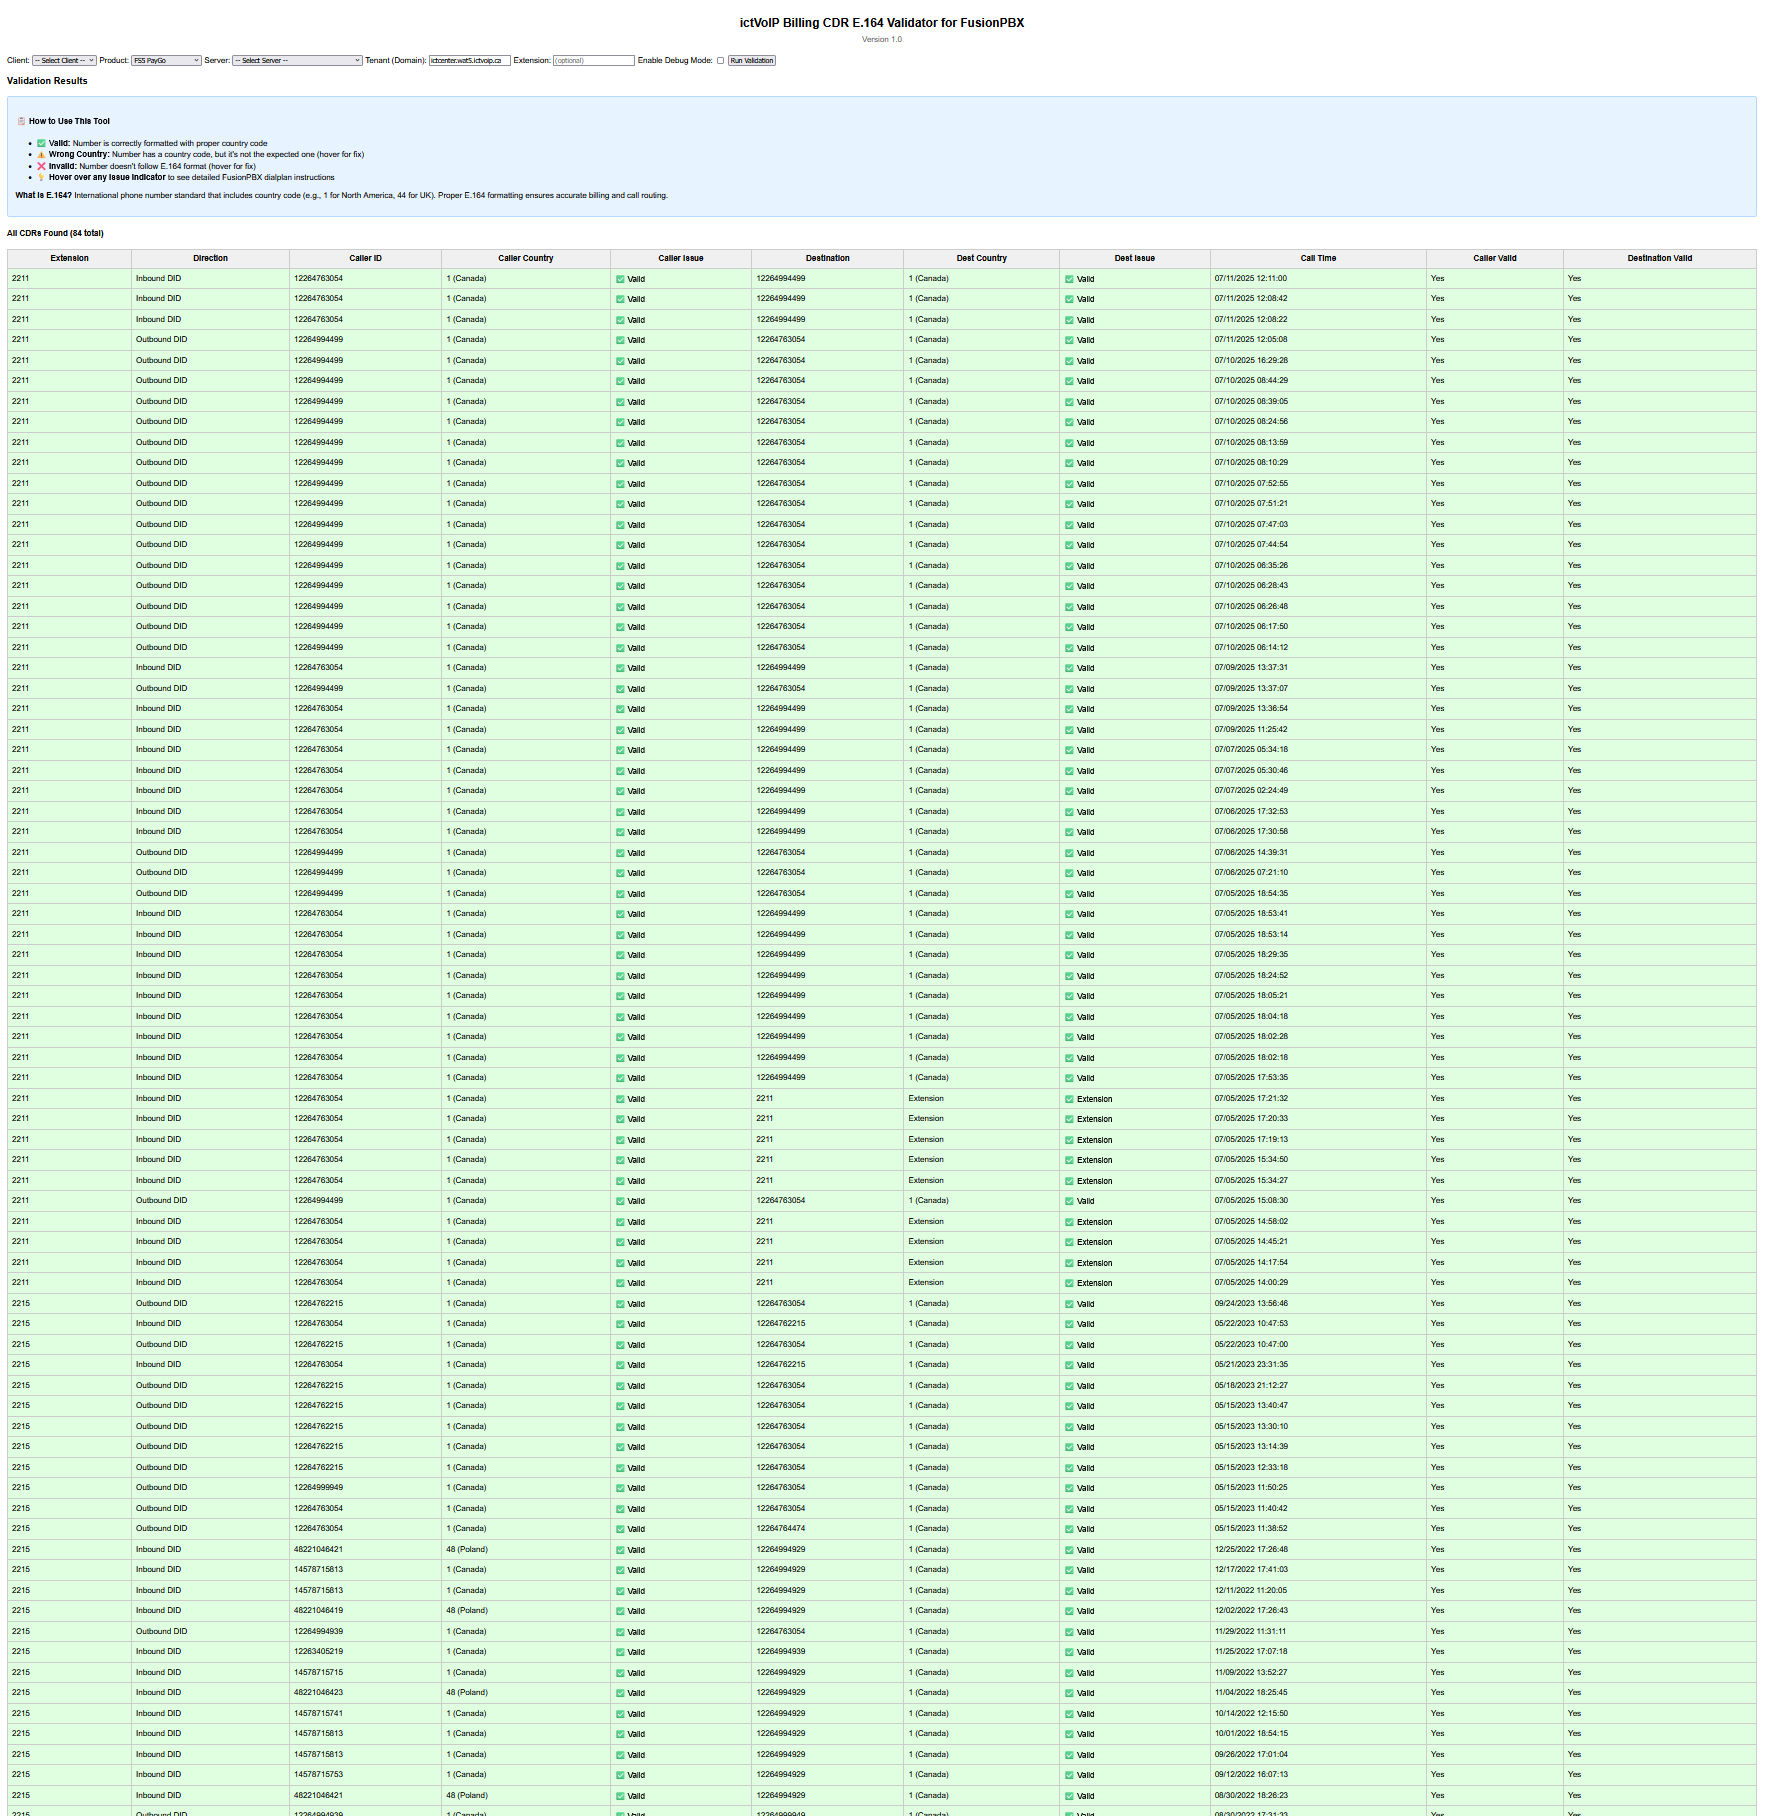 ictVoIP Billing CDR E.164 Validator for FusionPBX
Version 1.0
Client: -- Select Client -- Product: FS5 PayGo Server: -- Select Server -- Tenant (Domain): ictcenter.wat5.ictvoip.ca Extension: (optional) Enable Debug Mode: Run Validation
Validation Results
How to Use This Tool
Valid: Number is correctly formatted with proper country code
Wrong Country: Number has a country code, but it's not the expected one (hover for fix)
Invalid: Number doesn't follow E.164 format (hover for fix)
Hover over any issue indicator to see detailed FusionPBX dialplan instructions
What is E.164? International phone number standard that includes country code (e.g., 1 for North America, 44 for UK). Proper E.164 formatting ensures accurate billing and call routing.
All CDRs Found (84 total)
Extension Direction Caller ID Caller Country Caller Issue Destination Dest Country Dest Issue Call Time Caller Valid Destination Valid
2211 Inbound DID 12264763054 1 (Canada) Valid 12264994499 1 (Canada) Valid 07/11/2025 12:11:00 Yes Yes
2211 Inbound DID 12264763054 1 (Canada) Valid 12264994499 1 (Canada) Valid 07/11/2025 12:08:42 Yes Yes
2211 Inbound DID 12264763054 1 (Canada) Valid 12264994499 1 (Canada) Valid 07/11/2025 12:08:22 Yes Yes
2211 Outbound DID 12264994499 1 (Canada) Valid 12264763054 1 (Canada) Valid 07/11/2025 12:05:08 Yes Yes
2211 Outbound DID 12264994499 1 (Canada) Valid 12264763054 1 (Canada) Valid 07/10/2025 16:29:28 Yes Yes
2211 Outbound DID 12264994499 1 (Canada) Valid 12264763054 1 (Canada) Valid 07/10/2025 08:44:29 Yes Yes
2211 Outbound DID 12264994499 1 (Canada) Valid 12264763054 1 (Canada) Valid 07/10/2025 08:39:05 Yes Yes
2211 Outbound DID 12264994499 1 (Canada) Valid 12264763054 1 (Canada) Valid 07/10/2025 08:24:56 Yes Yes
2211 Outbound DID 12264994499 1 (Canada) Valid 12264763054 1 (Canada) Valid 07/10/2025 08:13:59 Yes Yes
2211 Outbound DID 12264994499 1 (Canada) Valid 12264763054 1 (Canada) Valid 07/10/2025 08:10:29 Yes Yes
2211 Outbound DID 12264994499 1 (Canada) Valid 12264763054 1 (Canada) Valid 07/10/2025 07:52:55 Yes Yes
2211 Outbound DID 12264994499 1 (Canada) Valid 12264763054 1 (Canada) Valid 07/10/2025 07:51:21 Yes Yes
2211 Outbound DID 12264994499 1 (Canada) Valid 12264763054 1 (Canada) Valid 07/10/2025 07:47:03 Yes Yes
2211 Outbound DID 12264994499 1 (Canada) Valid 12264763054 1 (Canada) Valid 07/10/2025 07:44:54 Yes Yes
2211 Outbound DID 12264994499 1 (Canada) Valid 12264763054 1 (Canada) Valid 07/10/2025 06:35:26 Yes Yes
2211 Outbound DID 12264994499 1 (Canada) Valid 12264763054 1 (Canada) Valid 07/10/2025 06:28:43 Yes Yes
2211 Outbound DID 12264994499 1 (Canada) Valid 12264763054 1 (Canada) Valid 07/10/2025 06:26:48 Yes Yes
2211 Outbound DID 12264994499 1 (Canada) Valid 12264763054 1 (Canada) Valid 07/10/2025 06:17:50 Yes Yes
2211 Outbound DID 12264994499 1 (Canada) Valid 12264763054 1 (Canada) Valid 07/10/2025 06:14:12 Yes Yes
2211 Inbound DID 12264763054 1 (Canada) Valid 12264994499 1 (Canada) Valid 07/09/2025 13:37:31 Yes Yes
2211 Outbound DID 12264994499 1 (Canada) Valid 12264763054 1 (Canada) Valid 07/09/2025 13:37:07 Yes Yes
2211 Inbound DID 12264763054 1 (Canada) Valid 12264994499 1 (Canada) Valid 07/09/2025 13:36:54 Yes Yes
2211 Inbound DID 12264763054 1 (Canada) Valid 12264994499 1 (Canada) Valid 07/09/2025 11:25:42 Yes Yes
2211 Inbound DID 12264763054 1 (Canada) Valid 12264994499 1 (Canada) Valid 07/07/2025 05:34:18 Yes Yes
2211 Inbound DID 12264763054 1 (Canada) Valid 12264994499 1 (Canada) Valid 07/07/2025 05:30:46 Yes Yes
2211 Inbound DID 12264763054 1 (Canada) Valid 12264994499 1 (Canada) Valid 07/07/2025 02:24:49 Yes Yes
2211 Inbound DID 12264763054 1 (Canada) Valid 12264994499 1 (Canada) Valid 07/06/2025 17:32:53 Yes Yes
2211 Inbound DID 12264763054 1 (Canada) Valid 12264994499 1 (Canada) Valid 07/06/2025 17:30:58 Yes Yes
2211 Outbound DID 12264994499 1 (Canada) Valid 12264763054 1 (Canada) Valid 07/06/2025 14:39:31 Yes Yes
2211 Outbound DID 12264994499 1 (Canada) Valid 12264763054 1 (Canada) Valid 07/06/2025 07:21:10 Yes Yes
2211 Outbound DID 12264994499 1 (Canada) Valid 12264763054 1 (Canada) Valid 07/05/2025 18:54:35 Yes Yes
2211 Inbound DID 12264763054 1 (Canada) Valid 12264994499 1 (Canada) Valid 07/05/2025 18:53:41 Yes Yes
2211 Inbound DID 12264763054 1 (Canada) Valid 12264994499 1 (Canada) Valid 07/05/2025 18:53:14 Yes Yes
2211 Inbound DID 12264763054 1 (Canada) Valid 12264994499 1 (Canada) Valid 07/05/2025 18:29:35 Yes Yes
2211 Inbound DID 12264763054 1 (Canada) Valid 12264994499 1 (Canada) Valid 07/05/2025 18:24:52 Yes Yes
2211 Inbound DID 12264763054 1 (Canada) Valid 12264994499 1 (Canada) Valid 07/05/2025 18:05:21 Yes Yes
2211 Inbound DID 12264763054 1 (Canada) Valid 12264994499 1 (Canada) Valid 07/05/2025 18:04:18 Yes Yes
2211 Inbound DID 12264763054 1 (Canada) Valid 12264994499 1 (Canada) Valid 07/05/2025 18:02:28 Yes Yes
2211 Inbound DID 12264763054 1 (Canada) Valid 12264994499 1 (Canada) Valid 07/05/2025 18:02:18 Yes Yes
2211 Inbound DID 12264763054 1 (Canada) Valid 12264994499 1 (Canada) Valid 07/05/2025 17:53:35 Yes Yes
2211 Inbound DID 12264763054 1 (Canada) Valid 2211 Extension Extension 07/05/2025 17:21:32 Yes Yes
2211 Inbound DID 12264763054 1 (Canada) Valid 2211 Extension Extension 07/05/2025 17:20:33 Yes Yes
2211 Inbound DID 12264763054 1 (Canada) Valid 2211 Extension Extension 07/05/2025 17:19:13 Yes Yes
2211 Inbound DID 12264763054 1 (Canada) Valid 2211 Extension Extension 07/05/2025 15:34:50 Yes Yes
2211 Inbound DID 12264763054 1 (Canada) Valid 2211 Extension Extension 07/05/2025 15:34:27 Yes Yes
2211 Outbound DID 12264994499 1 (Canada) Valid 12264763054 1 (Canada) Valid 07/05/2025 15:08:30 Yes Yes
2211 Inbound DID 12264763054 1 (Canada) Valid 2211 Extension Extension 07/05/2025 14:58:02 Yes Yes
2211 Inbound DID 12264763054 1 (Canada) Valid 2211 Extension Extension 07/05/2025 14:45:21 Yes Yes
2211 Inbound DID 12264763054 1 (Canada) Valid 2211 Extension Extension 07/05/2025 14:17:54 Yes Yes
2211 Inbound DID 12264763054 1 (Canada) Valid 2211 Extension Extension 07/05/2025 14:00:29 Yes Yes
2215 Outbound DID 12264762215 1 (Canada) Valid 12264763054 1 (Canada) Valid 09/24/2023 13:56:46 Yes Yes
2215 Inbound DID 12264763054 1 (Canada) Valid 12264762215 1 (Canada) Valid 05/22/2023 10:47:53 Yes Yes
2215 Outbound DID 12264762215 1 (Canada) Valid 12264763054 1 (Canada) Valid 05/22/2023 10:47:00 Yes Yes
2215 Inbound DID 12264763054 1 (Canada) Valid 12264762215 1 (Canada) Valid 05/21/2023 23:31:35 Yes Yes
2215 Outbound DID 12264762215 1 (Canada) Valid 12264763054 1 (Canada) Valid 05/18/2023 21:12:27 Yes Yes
2215 Outbound DID 12264762215 1 (Canada) Valid 12264763054 1 (Canada) Valid 05/15/2023 13:40:47 Yes Yes
2215 Outbound DID 12264762215 1 (Canada) Valid 12264763054 1 (Canada) Valid 05/15/2023 13:30:10 Yes Yes
2215 Outbound DID 12264762215 1 (Canada) Valid 12264763054 1 (Canada) Valid 05/15/2023 13:14:39 Yes Yes
2215 Outbound DID 12264762215 1 (Canada) Valid 12264763054 1 (Canada) Valid 05/15/2023 12:33:18 Yes Yes
2215 Outbound DID 12264999949 1 (Canada) Valid 12264763054 1 (Canada) Valid 05/15/2023 11:50:25 Yes Yes
2215 Outbound DID 12264763054 1 (Canada) Valid 12264763054 1 (Canada) Valid 05/15/2023 11:40:42 Yes Yes
2215 Outbound DID 12264763054 1 (Canada) Valid 12264764474 1 (Canada) Valid 05/15/2023 11:38:52 Yes Yes
2215 Inbound DID 48221046421 48 (Poland) Valid 12264994929 1 (Canada) Valid 12/25/2022 17:26:48 Yes Yes
2215 Inbound DID 14578715813 1 (Canada) Valid 12264994929 1 (Canada) Valid 12/17/2022 17:41:03 Yes Yes
2215 Inbound DID 14578715813 1 (Canada) Valid 12264994929 1 (Canada) Valid 12/11/2022 11:20:05 Yes Yes
2215 Inbound DID 48221046419 48 (Poland) Valid 12264994929 1 (Canada) Valid 12/02/2022 17:26:43 Yes Yes
2215 Outbound DID 12264994939 1 (Canada) Valid 12264763054 1 (Canada) Valid 11/29/2022 11:31:11 Yes Yes
2215 Inbound DID 12263405219 1 (Canada) Valid 12264994939 1 (Canada) Valid 11/25/2022 17:07:18 Yes Yes
2215 Inbound DID 14578715715 1 (Canada) Valid 12264994929 1 (Canada) Valid 11/09/2022 13:52:27 Yes Yes
2215 Inbound DID 48221046423 48 (Poland) Valid 12264994929 1 (Canada) Valid 11/04/2022 18:25:45 Yes Yes
2215 Inbound DID 14578715741 1 (Canada) Valid 12264994929 1 (Canada) Valid 10/14/2022 12:15:50 Yes Yes
2215 Inbound DID 14578715813 1 (Canada) Valid 12264994929 1 (Canada) Valid 10/01/2022 18:54:15 Yes Yes
2215 Inbound DID 14578715813 1 (Canada) Valid 12264994929 1 (Canada) Valid 09/26/2022 17:01:04 Yes Yes
2215 Inbound DID 14578715753 1 (Canada) Valid 12264994929 1 (Canada) Valid 09/12/2022 16:07:13 Yes Yes
2215 Inbound DID 48221046421 48 (Poland) Valid 12264994929 1 (Canada) Valid 08/30/2022 18:26:23 Yes Yes
2215 Outbound DID 12264994939 1 (Canada) Valid 12264999949 1 (Canada) Valid 08/30/2022 17:31:33 Yes Yes